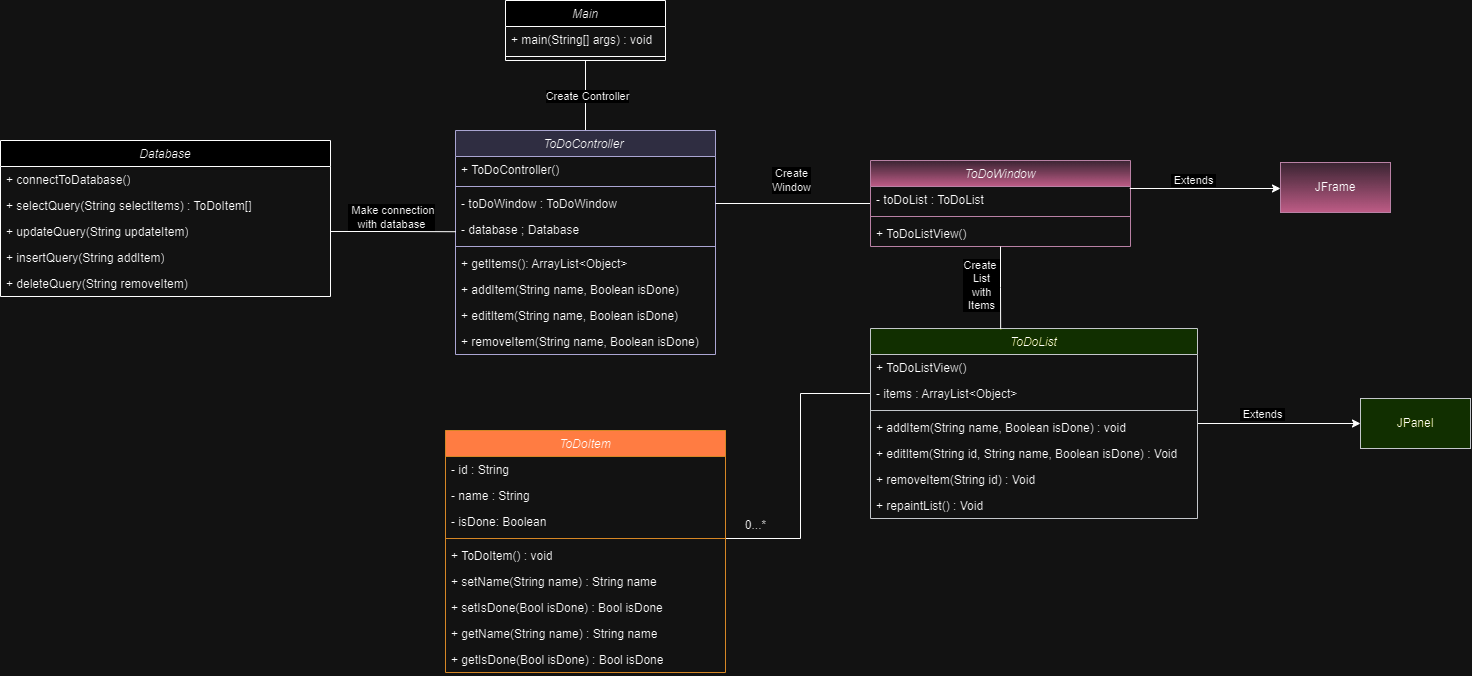 Main
+ main(String[] args) : void
Create Controller
Database
+ connectToDatabase()
+ selectQuery(String selectItems) : ToDoItem[]
+ updateQuery(String updateItem)
+ insertQuery(String addItem)
+ deleteQuery(String removeItem)
Make connection
with database
ToDoController
+ ToDoController()
- toDoWindow : ToDoWindow
- database ; Database
+ getItems(): ArrayList<Object>
+ addItem(String name, Boolean isDone)
+ editItem(String name, Boolean isDone)
+ removeItem(String name, Boolean isDone)
Create
Window
ToDoWindow
- toDoList : ToDoList
+ ToDoListView()
Extends
JFrame
Create
List
with
Items
ToDoList
+ ToDoListView()
- items : ArrayList<Object>
+ addItem(String name, Boolean isDone) : void
+ editItem(String id, String name, Boolean isDone) : Void
+ removeItem(String id) : Void
+ repaintList() : Void
Extends
JPanel
ToDoItem
- id : String
- name : String
- isDone: Boolean
+ ToDoItem() : void
+ setName(String name) : String name
+ setIsDone(Bool isDone) : Bool isDone
+ getName(String name) : String name
+ getIsDone(Bool isDone) : Bool isDone
0...*